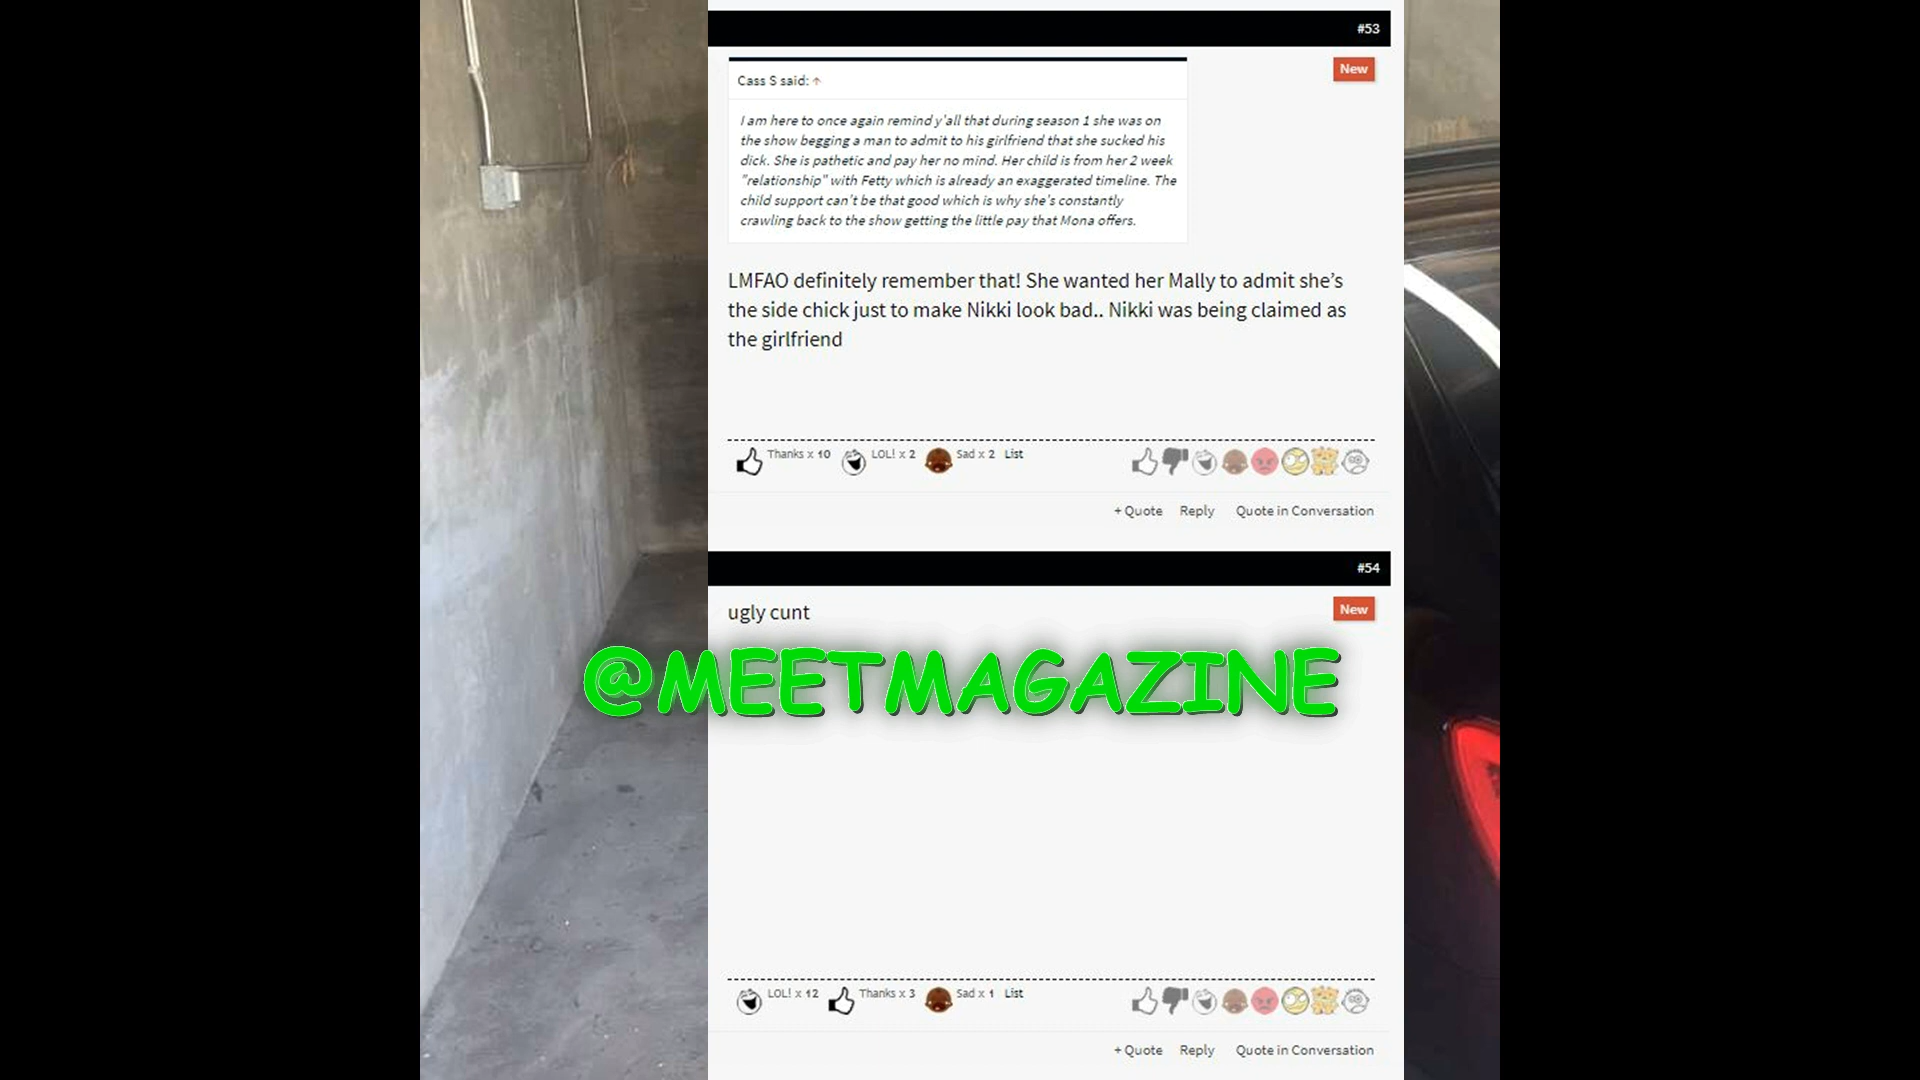 #53
New
Cass S said: ↑
I am here to once again remind y'all that during season 1 she was on
the show begging a man to admit to his girlfriend that she sucked his
dick. She is pathetic and pay her no mind. Her child is from her 2 week
"relationship" with Fetty which is already an exaggerated timeline. The
child support can't be that good which is why she's constantly
crawling back to the show getting the little pay that Mona offers.
LMFAO definitely remember that! She wanted her Mally to admit she’s
the side chick just to make Nikki look bad.. Nikki was being claimed as
the girlfriend
Thanks x 10 LOL! x 2 Sad x 2 List
+ Quote Reply Quote in Conversation
#54
New
ugly cunt
@MEETMAGAZINE
LOL! x 12 Thanks x 3 Sad x 1 List
+ Quote Reply Quote in Conversation